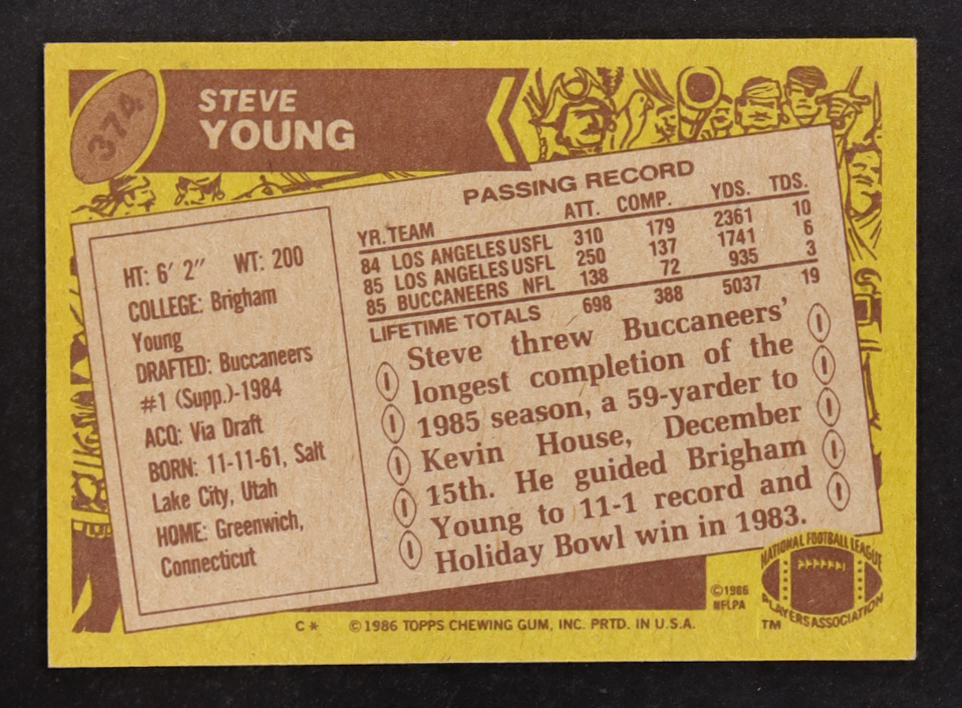 374
STEVE
YOUNG
HT: 6′ 2″ WT: 200
COLLEGE: Brigham
Young
DRAFTED: Buccaneers
#1 (Supp.)-1984
ACQ: Via Draft
BORN: 11-11-61, Salt
Lake City, Utah
HOME: Greenwich,
Connecticut
PASSING RECORD
YR. TEAM ATT. COMP. YDS. TDS.
84 LOS ANGELES USFL 310 179 2361 10
85 LOS ANGELES USFL 250 137 1741 6
85 BUCCANEERS NFL 138 72 935 3
LIFETIME TOTALS 698 388 5037 19
Steve threw Buccaneers’
longest completion of the
1985 season, a 59-yarder to
Kevin House, December
15th. He guided Brigham
Young to 11-1 record and
Holiday Bowl win in 1983.
NATIONAL FOOTBALL LEAGUE
PLAYERS ASSOCIATION
TM
©1986
NFLPA
C* ©1986 TOPPS CHEWING GUM, INC. PRTD. IN U.S.A.